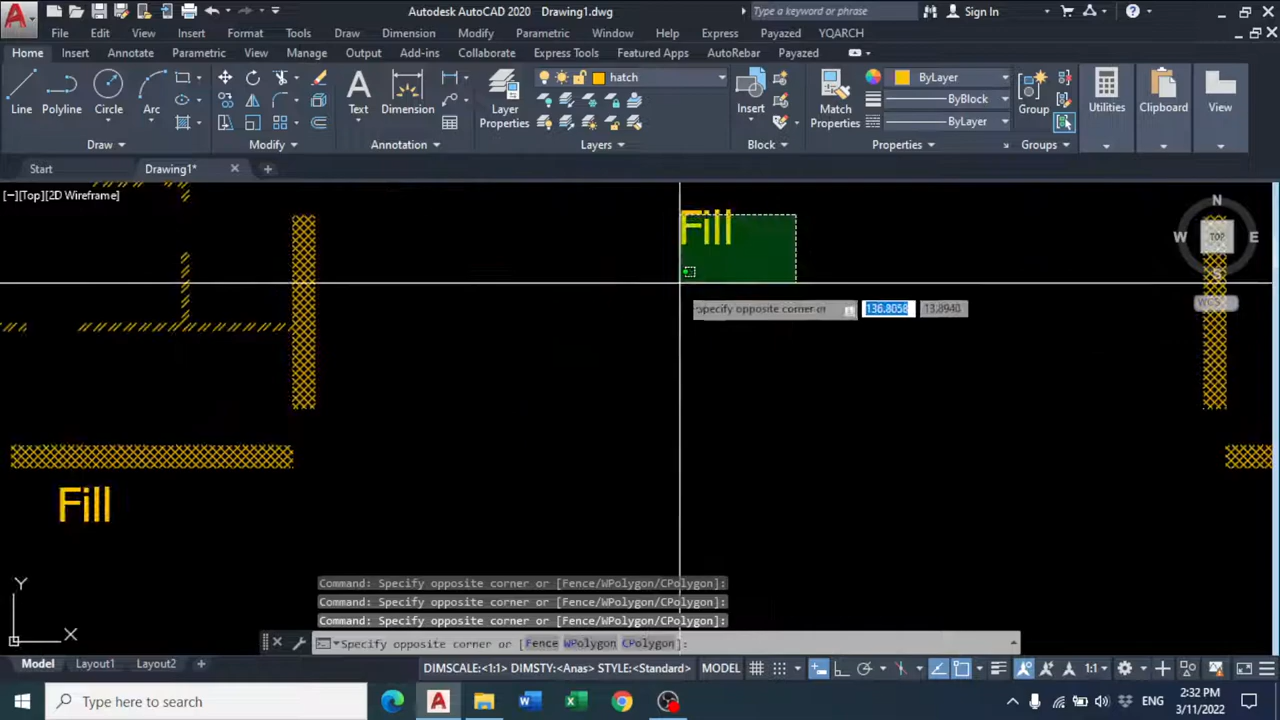 Autodesk AutoCAD 2020 Drawing1.dwg
Type a keyword or phrase
Sign In
File Edit View Insert Format Tools Draw Dimension Modify Parametric Window Help Express Payazed YQARCH
Home Insert Annotate Parametric View Manage Output Add-ins Collaborate Express Tools Featured Apps AutoRebar Payazed
Line Polyline Circle Arc
Text Dimension
Layer Properties
hatch
Insert
Match Properties
ByLayer
ByBlock
ByLayer
Group
Utilities
Clipboard
View
Draw Modify Annotation Layers Block Properties Groups
Start Drawing1*
[−][Top][2D Wireframe]
Fill
N
W TOP E
S
WCS
Specify opposite corner or
136.8058
13.8940
Fill
Y
X
Command: Specify opposite corner or [Fence/WPolygon/CPolygon]:
Command: Specify opposite corner or [Fence/WPolygon/CPolygon]:
Command: Specify opposite corner or [Fence/WPolygon/CPolygon]:
Specify opposite corner or [Fence WPolygon CPolygon]:
Model Layout1 Layout2
DIMSCALE:<1:1> DIMSTY:<Anas> STYLE:<Standard> MODEL
1:1
Type here to search
ENG
2:32 PM
3/11/2022